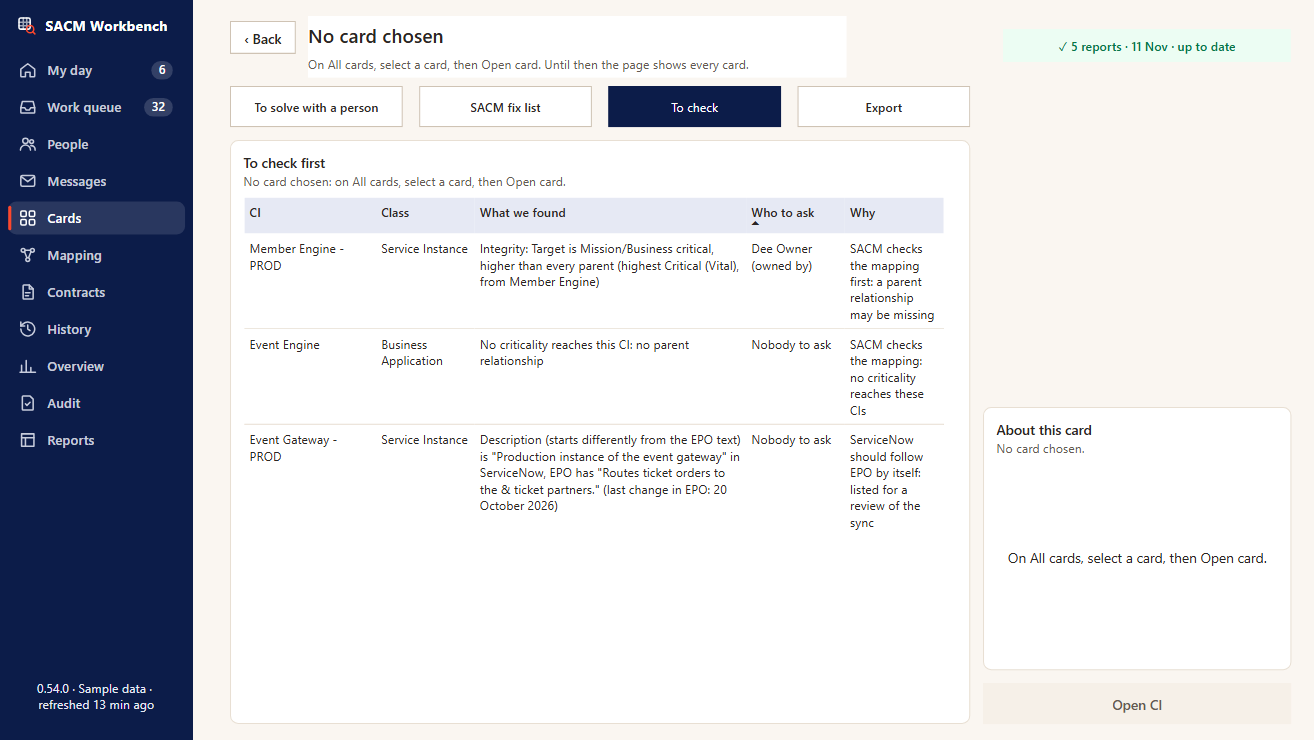 SACM Workbench
My day
6
Work queue
32
People
Messages
Cards
Mapping
Contracts
History
Overview
Audit
Reports
0.54.0 · Sample data ·
refreshed 13 min ago
‹ Back
No card chosen
On All cards, select a card, then Open card. Until then the page shows every card.
✓ 5 reports · 11 Nov · up to date
To solve with a person
SACM fix list
To check
Export
To check first
No card chosen: on All cards, select a card, then Open card.
CI
Class
What we found
Who to ask
Why
Member Engine -
PROD
Service Instance
Integrity: Target is Mission/Business critical,
higher than every parent (highest Critical (Vital),
from Member Engine)
Dee Owner
(owned by)
SACM checks
the mapping
first: a parent
relationship
may be missing
Event Engine
Business
Application
No criticality reaches this CI: no parent
relationship
Nobody to ask
SACM checks
the mapping:
no criticality
reaches these
CIs
Event Gateway -
PROD
Service Instance
Description (starts differently from the EPO text)
is "Production instance of the event gateway" in
ServiceNow, EPO has "Routes ticket orders to
the & ticket partners." (last change in EPO: 20
October 2026)
Nobody to ask
ServiceNow
should follow
EPO by itself:
listed for a
review of the
sync
About this card
No card chosen.
On All cards, select a card, then Open card.
Open CI